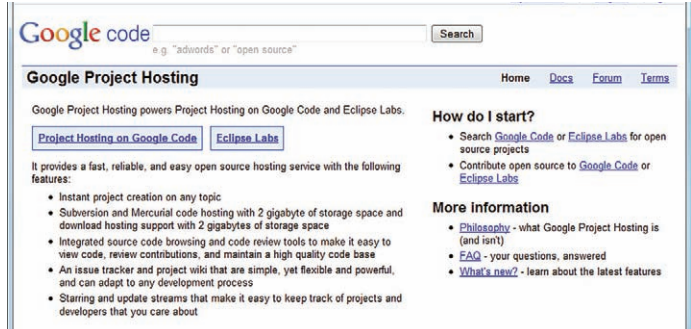 Google code
Search
e.g. "adwords" or "open source"
Google Project Hosting
Home Docs Forum Terms
Google Project Hosting powers Project Hosting on Google Code and Eclipse Labs.
Project Hosting on Google Code Eclipse Labs
It provides a fast, reliable, and easy open source hosting service with the following
features:
• Instant project creation on any topic
• Subversion and Mercurial code hosting with 2 gigabyte of storage space and
download hosting support with 2 gigabytes of storage space
• Integrated source code browsing and code review tools to make it easy to
view code, review contributions, and maintain a high quality code base
• An issue tracker and project wiki that are simple, yet flexible and powerful,
and can adapt to any development process
• Starring and update streams that make it easy to keep track of projects and
developers that you care about
How do I start?
• Search Google Code or Eclipse Labs for open
source projects
• Contribute open source to Google Code or
Eclipse Labs
More information
• Philosophy - what Google Project Hosting is
(and isn't)
• FAQ - your questions, answered
• What's new? - learn about the latest features